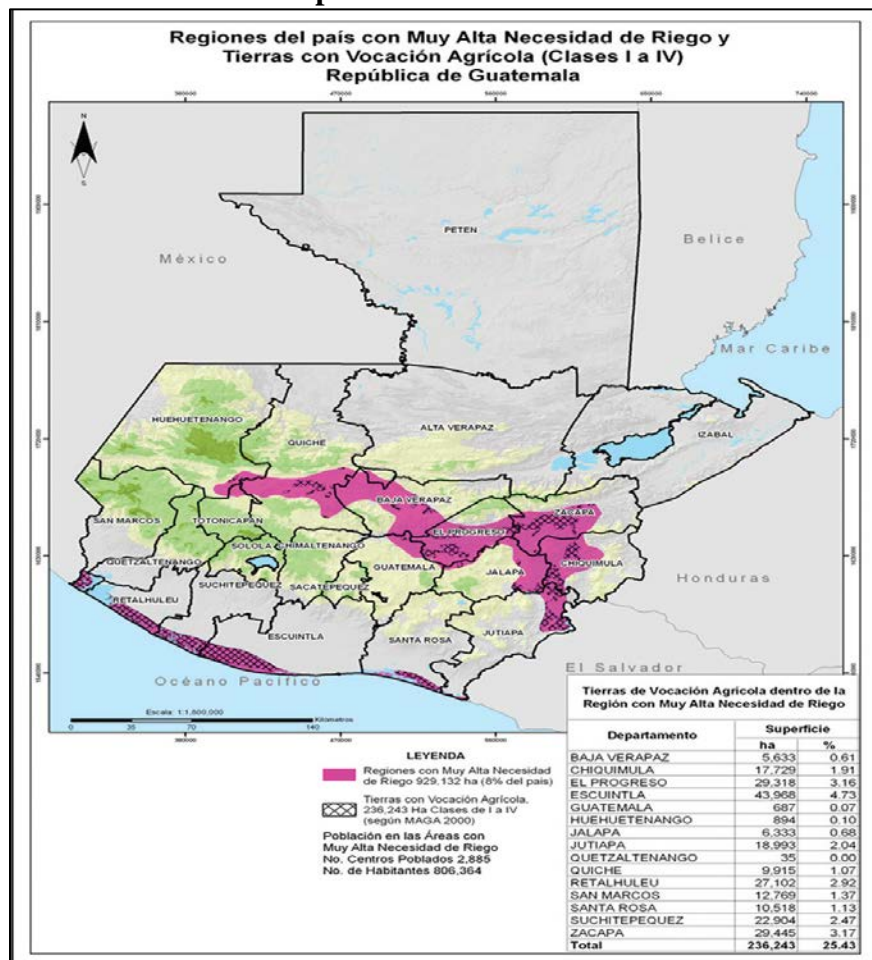 Regiones del país con Muy Alta Necesidad de Riego y
Tierras con Vocación Agrícola (Clases I a IV)
República de Guatemala
N
S
PETEN
Belice
México
Mar Caribe
HUEHUETENANGO
QUICHÉ
ALTA VERAPAZ
IZABAL
BAJA VERAPAZ
ZACAPA
SAN MARCOS
TOTONICAPAN
EL PROGRESO
SOLOLA
CHIMALTENANGO
CHIQUIMULA
QUETZALTENANGO
GUATEMALA
JALAPA
Honduras
SUCHITEPEQUEZ
SACATEPEQUEZ
RETALHULEU
ESCUINTLA
SANTA ROSA
JUTIAPA
El Salvador
Océano Pacífico
Escala: 1:1,800,000
Kilómetros
0 35 70 140
LEYENDA
Regiones con Muy Alta Necesidad
de Riego 929,132 ha (8% del país)
Tierras con Vocación Agrícola,
236,243 Ha Clases de I a IV
(según MAGA 2000)
Población en las Áreas con
Muy Alta Necesidad de Riego
No. Centros Poblados 2,885
No. de Habitantes 806,364
Tierras de Vocación Agrícola dentro de la
Región con Muy Alta Necesidad de Riego
Departamento Superficie
ha %
BAJA VERAPAZ 5,633 0.61
CHIQUIMULA 17,729 1.91
EL PROGRESO 29,318 3.16
ESCUINTLA 43,968 4.73
GUATEMALA 687 0.07
HUEHUETENANGO 894 0.10
JALAPA 6,333 0.68
JUTIAPA 18,993 2.04
QUETZALTENANGO 35 0.00
QUICHE 9,915 1.07
RETALHULEU 27,102 2.92
SAN MARCOS 12,769 1.37
SANTA ROSA 10,518 1.13
SUCHITEPEQUEZ 22,904 2.47
ZACAPA 29,445 3.17
Total 236,243 25.43